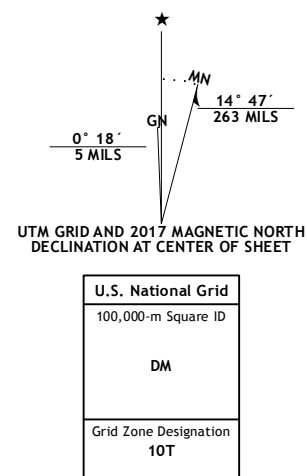 ★
MN
GN
14° 47´
263 MILS
0° 18´
5 MILS
UTM GRID AND 2017 MAGNETIC NORTH
DECLINATION AT CENTER OF SHEET
U.S. National Grid
100,000-m Square ID
DM
Grid Zone Designation
10T